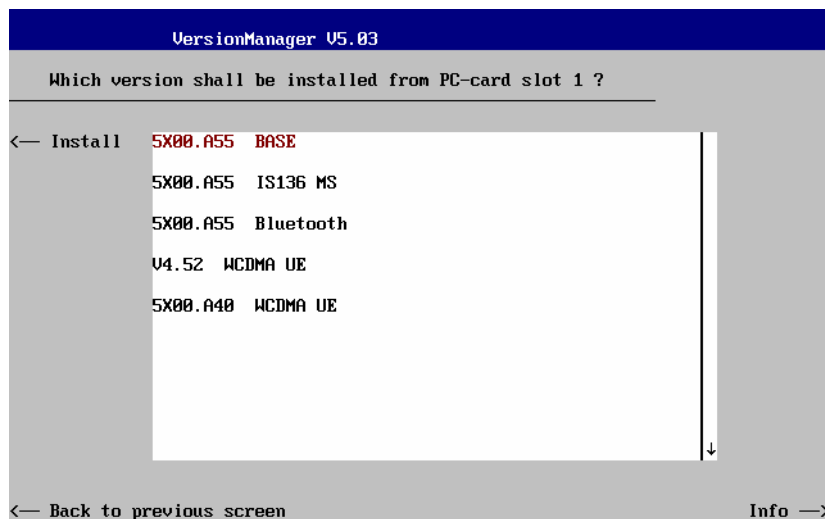 VersionManager V5.03
Which version shall be installed from PC-card slot 1 ?
<── Install 5X00.A55 BASE
5X00.A55 IS136 MS
5X00.A55 Bluetooth
V4.52 WCDMA UE
5X00.A40 WCDMA UE
↓
<── Back to previous screen Info ──>